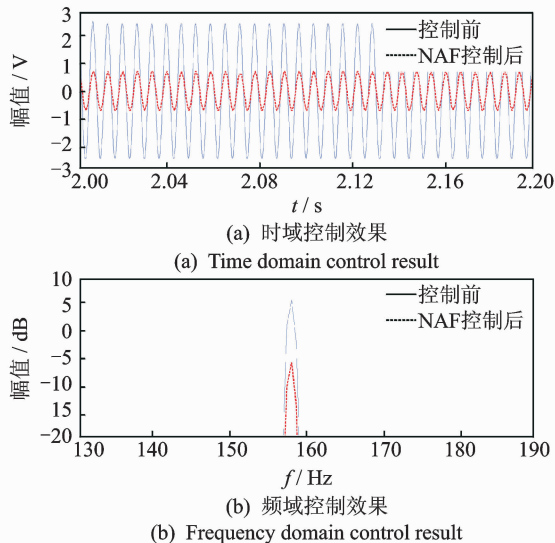 3
2
1
0
−1
−2
−3
幅值 / V
控制前
NAF控制后
2.00 2.04 2.08 2.12 2.16 2.20
t / s
(a) 时域控制效果
(a) Time domain control result
10
5
0
−5
−10
15
−20
幅值 / dB
控制前
NAF控制后
130 140 150 160 170 180 190
f / Hz
(b) 频域控制效果
(b) Frequency domain control result